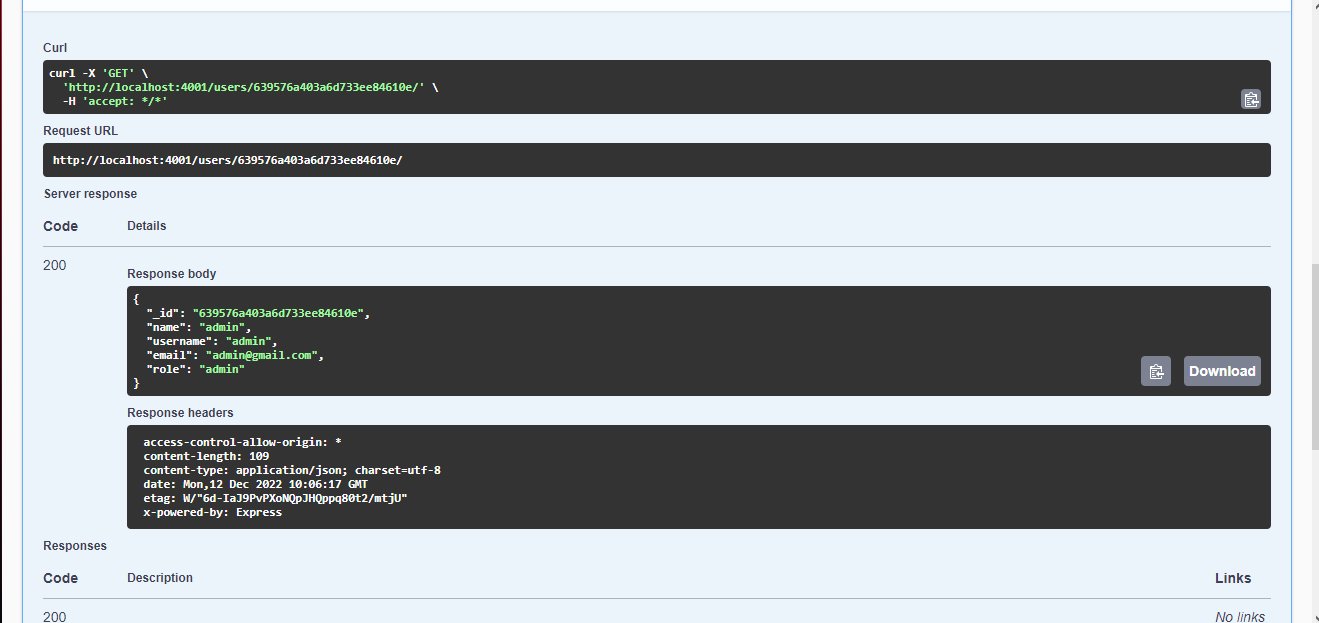 Curl
curl -X 'GET' \
'http://localhost:4001/users/639576a403a6d733ee84610e/' \
-H 'accept: */*'
Request URL
http://localhost:4001/users/639576a403a6d733ee84610e/
Server response
Code Details
200
Response body
{
"_id": "639576a403a6d733ee84610e",
"name": "admin",
"username": "admin",
"email": "admin@gmail.com",
"role": "admin"
}
Download
Response headers
access-control-allow-origin: *
content-length: 109
content-type: application/json; charset=utf-8
date: Mon,12 Dec 2022 10:06:17 GMT
etag: W/"6d-IaJ9PvPXoNQpJHQppq80t2/mtjU"
x-powered-by: Express
Responses
Code Description Links
200 No links